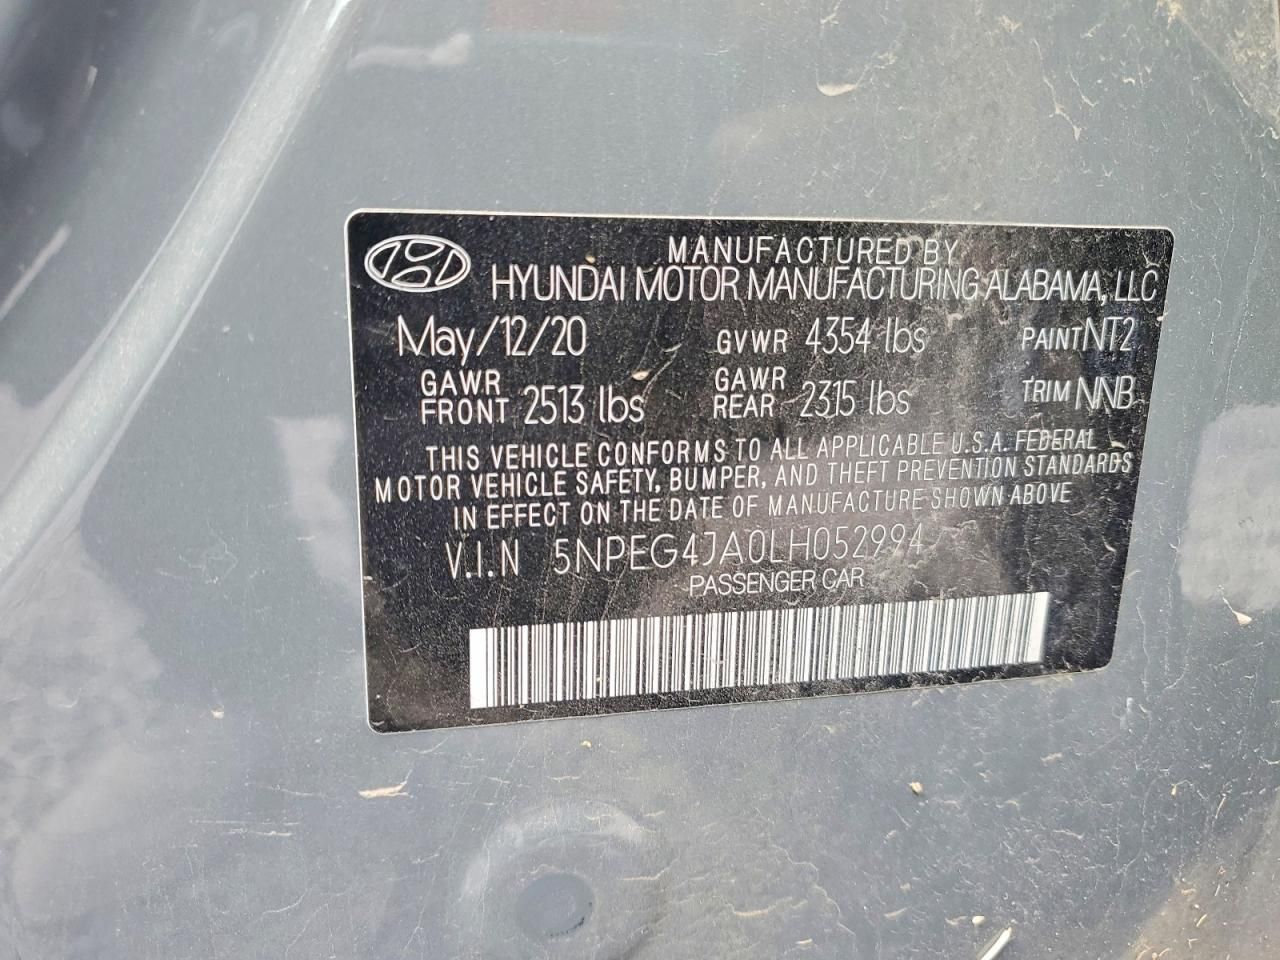 MANUFACTURED BY
HYUNDAI MOTOR MANUFACTURING ALABAMA, LLC
May/12/20 GVWR 4354 lbs PAINT NT2
GAWR FRONT 2513 lbs GAWR REAR 2315 lbs TRIM NNB
THIS VEHICLE CONFORMS TO ALL APPLICABLE U.S.A. FEDERAL
MOTOR VEHICLE SAFETY, BUMPER, AND THEFT PREVENTION STANDARDS
IN EFFECT ON THE DATE OF MANUFACTURE SHOWN ABOVE
V.I.N 5NPEG4JA0LH052994
PASSENGER CAR